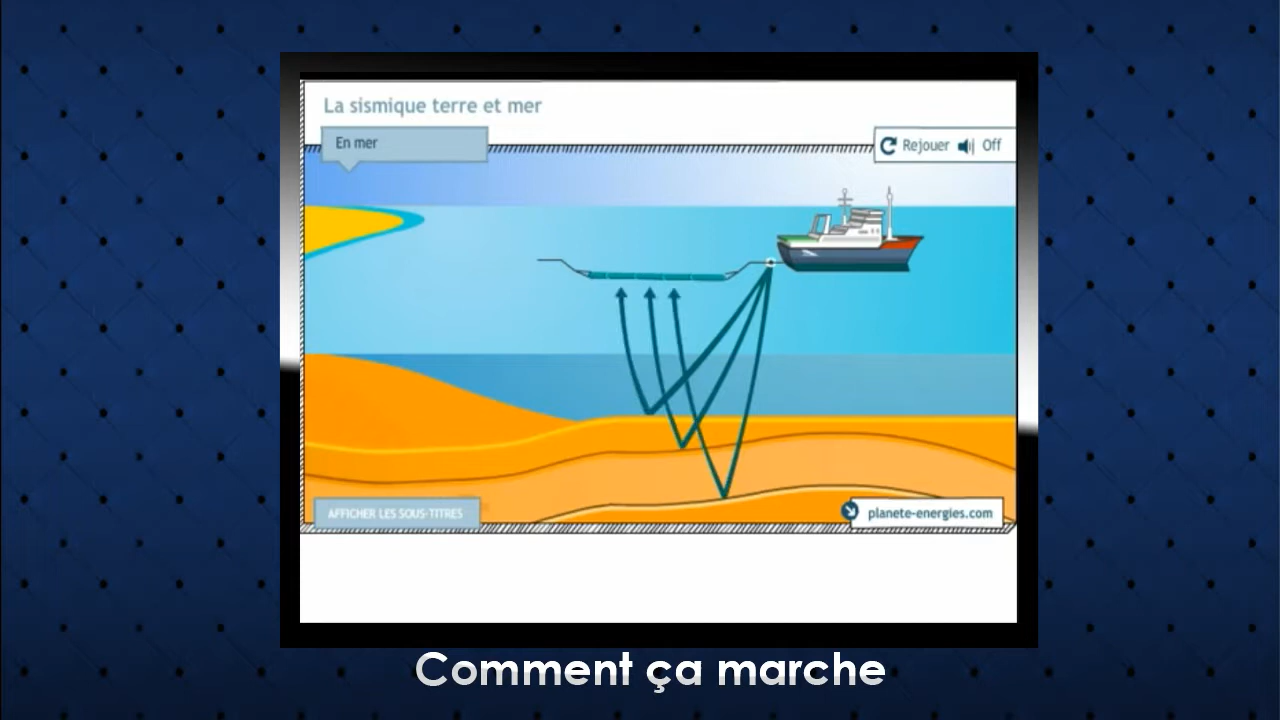 La sismique terre et mer
En mer
Rejouer Off
AFFICHER LES SOUS-TITRES
planete-energies.com
Comment ça marche